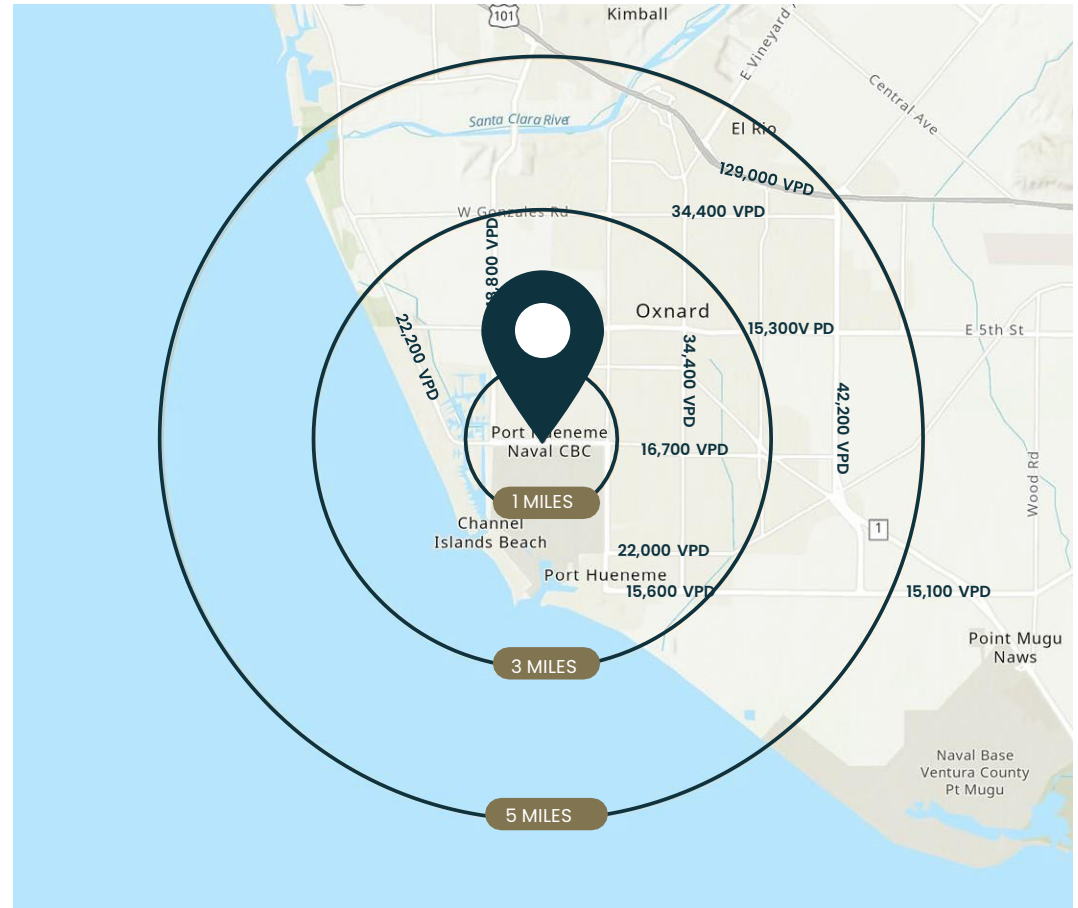 101
Kimball
E Vineyard
Central Ave
Santa Clara River
El Rio
129,000 VPD
W Gonzales Rd
34,400 VPD
,800 VPD
Oxnard
22,200 VPD
15,300V PD
E 5th St
34,400 VPD
42,200 VPD
Port Hueneme
Naval CBC
16,700 VPD
Wood Rd
1 MILES
Channel
Islands Beach
1
22,000 VPD
Port Hueneme
15,600 VPD
15,100 VPD
Point Mugu
Naws
3 MILES
Naval Base
Ventura County
Pt Mugu
5 MILES